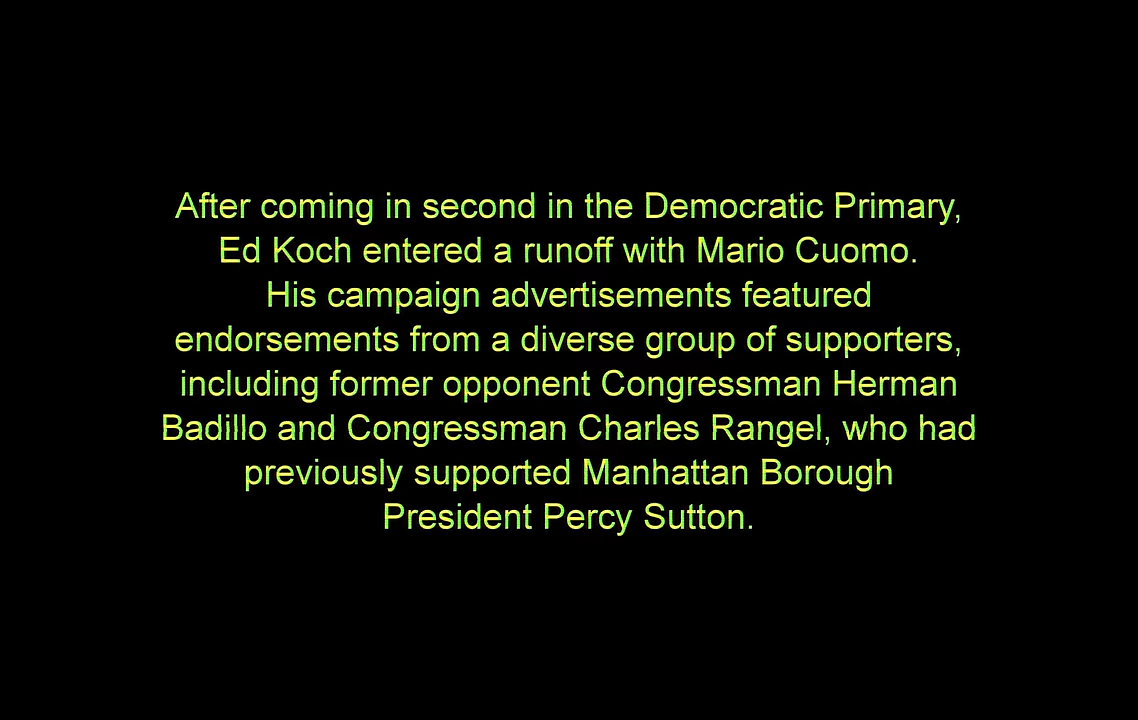 After coming in second in the Democratic Primary,
Ed Koch entered a runoff with Mario Cuomo.
His campaign advertisements featured
endorsements from a diverse group of supporters,
including former opponent Congressman Herman
Badillo and Congressman Charles Rangel, who had
previously supported Manhattan Borough
President Percy Sutton.